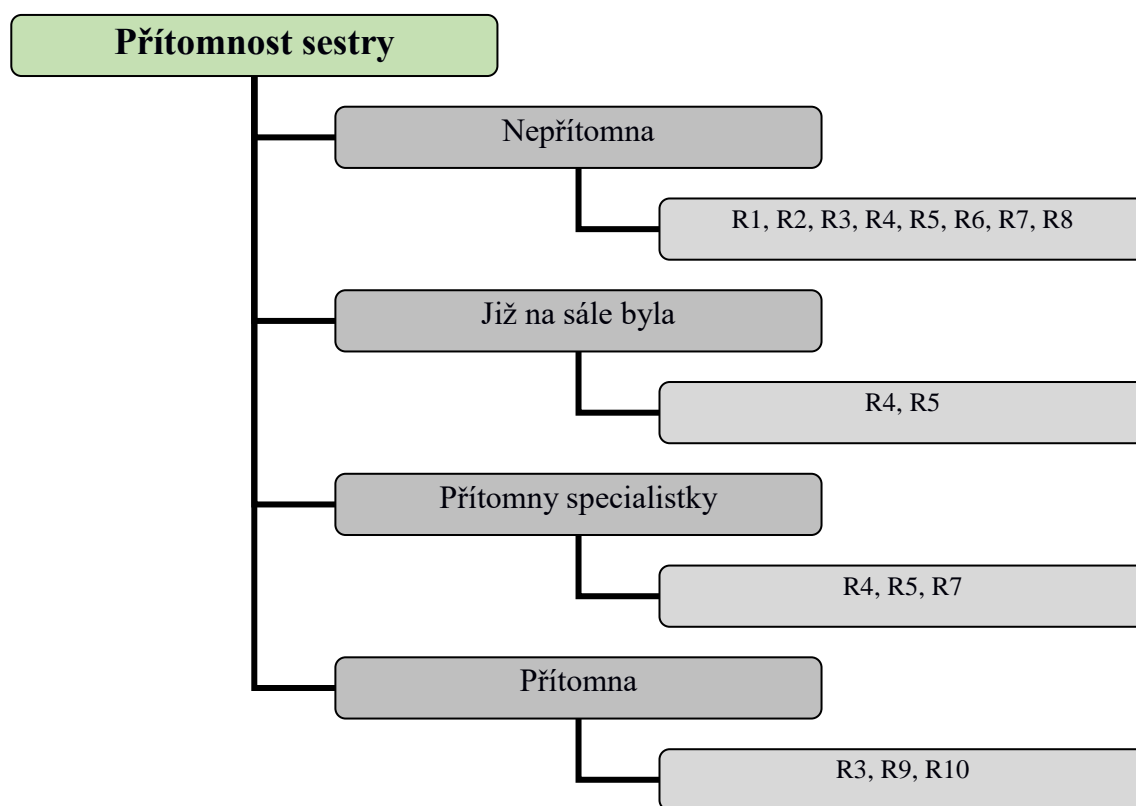 Přítomnost sestry
Nepřítomna
R1, R2, R3, R4, R5, R6, R7, R8
Již na sále byla
R4, R5
Přítomny specialistky
R4, R5, R7
Přítomna
R3, R9, R10